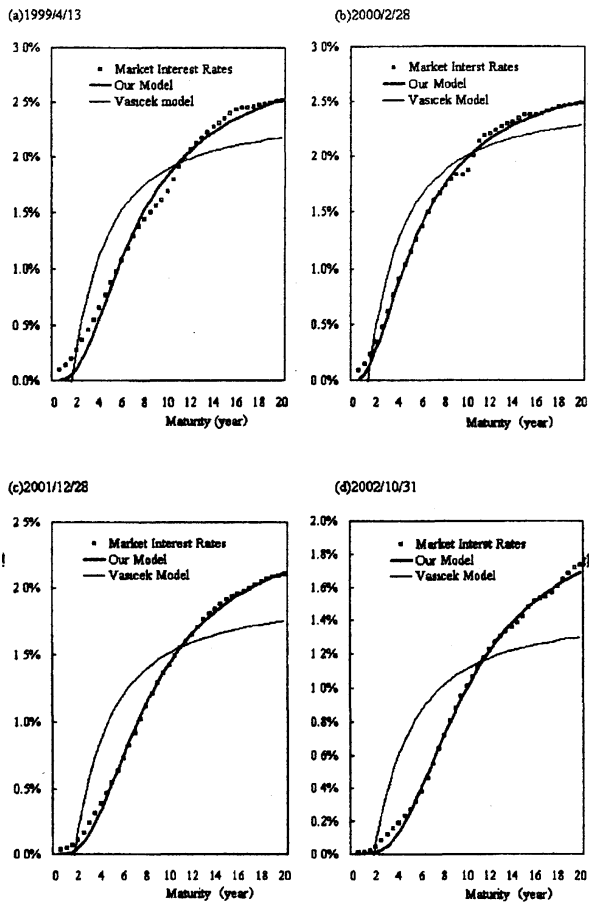 (a)1999/4/13
3.0%
2.5%
2.0%
1.5%
1.0%
0.5%
0.0%
Market Interest Rates
Our Model
Vasicek model
0 2 4 6 8 10 12 14 16 18 20
Maturity (year)
(b)2000/2/28
3.0%
2.5%
2.0%
1.5%
1.0%
0.5%
0.0%
Market Interst Rates
Our Model
Vasicek Model
0 2 4 6 8 10 12 14 16 18 20
Maturity (year)
(c)2001/12/28
2 5%
2 0%
1 5%
1 0%
0 5%
0 0%
Market Interest Rates
Our Model
Vasicek Model
0 2 4 6 8 10 12 14 16 18 20
Maturity (year)
(d)2002/10/31
2.0%
1.8%
1.6%
1.4%
1.2%
1.0%
0.8%
0.6%
0.4%
0.2%
0.0%
Market Interst Rates
Our Model
Vasicek Model
0 2 4 6 8 10 12 14 16 18 20
Maturity (year)